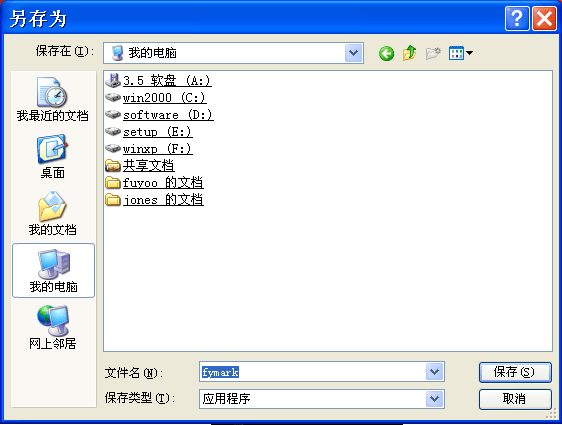 另存为
保存在(I):
我的电脑
我最近的文档
桌面
我的文档
我的电脑
网上邻居
3.5 软盘 (A:)
win2000 (C:)
software (D:)
setup (E:)
winxp (F:)
共享文档
fuyoo 的文档
jones 的文档
文件名(N):
fymark
保存(S)
保存类型(T):
应用程序
取消